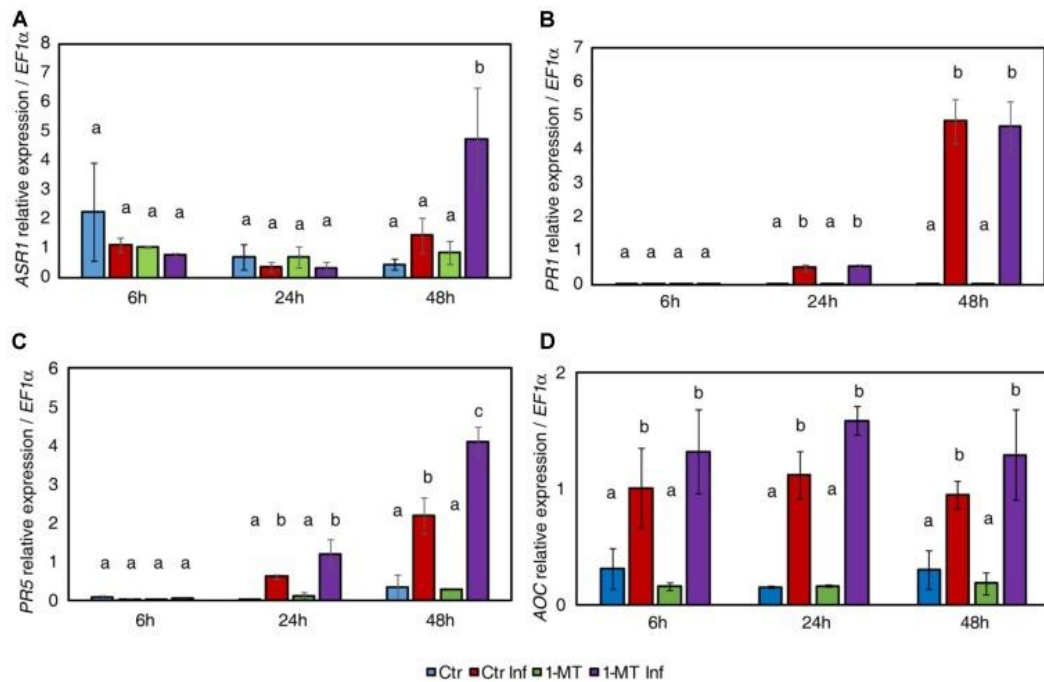 A
ASR1 relative expression / EF1α
8
7
6
5
4
3
2
1
0
a a a a
a a a a
a a a b
6h 24h 48h
B
PR1 relative expression / EF1α
7
6
5
4
3
2
1
0
a a a a
a b a b
a b a b
6h 24h 48h
C
PR5 relative expression / EF1α
6
5
4
3
2
1
0
a a a a
a b a b
a b a c
6h 24h 48h
D
AOC relative expression / EF1α
2
1
0
a b a b
a b a b
a b a b
6h 24h 48h
Ctr Ctr Inf 1-MT 1-MT Inf